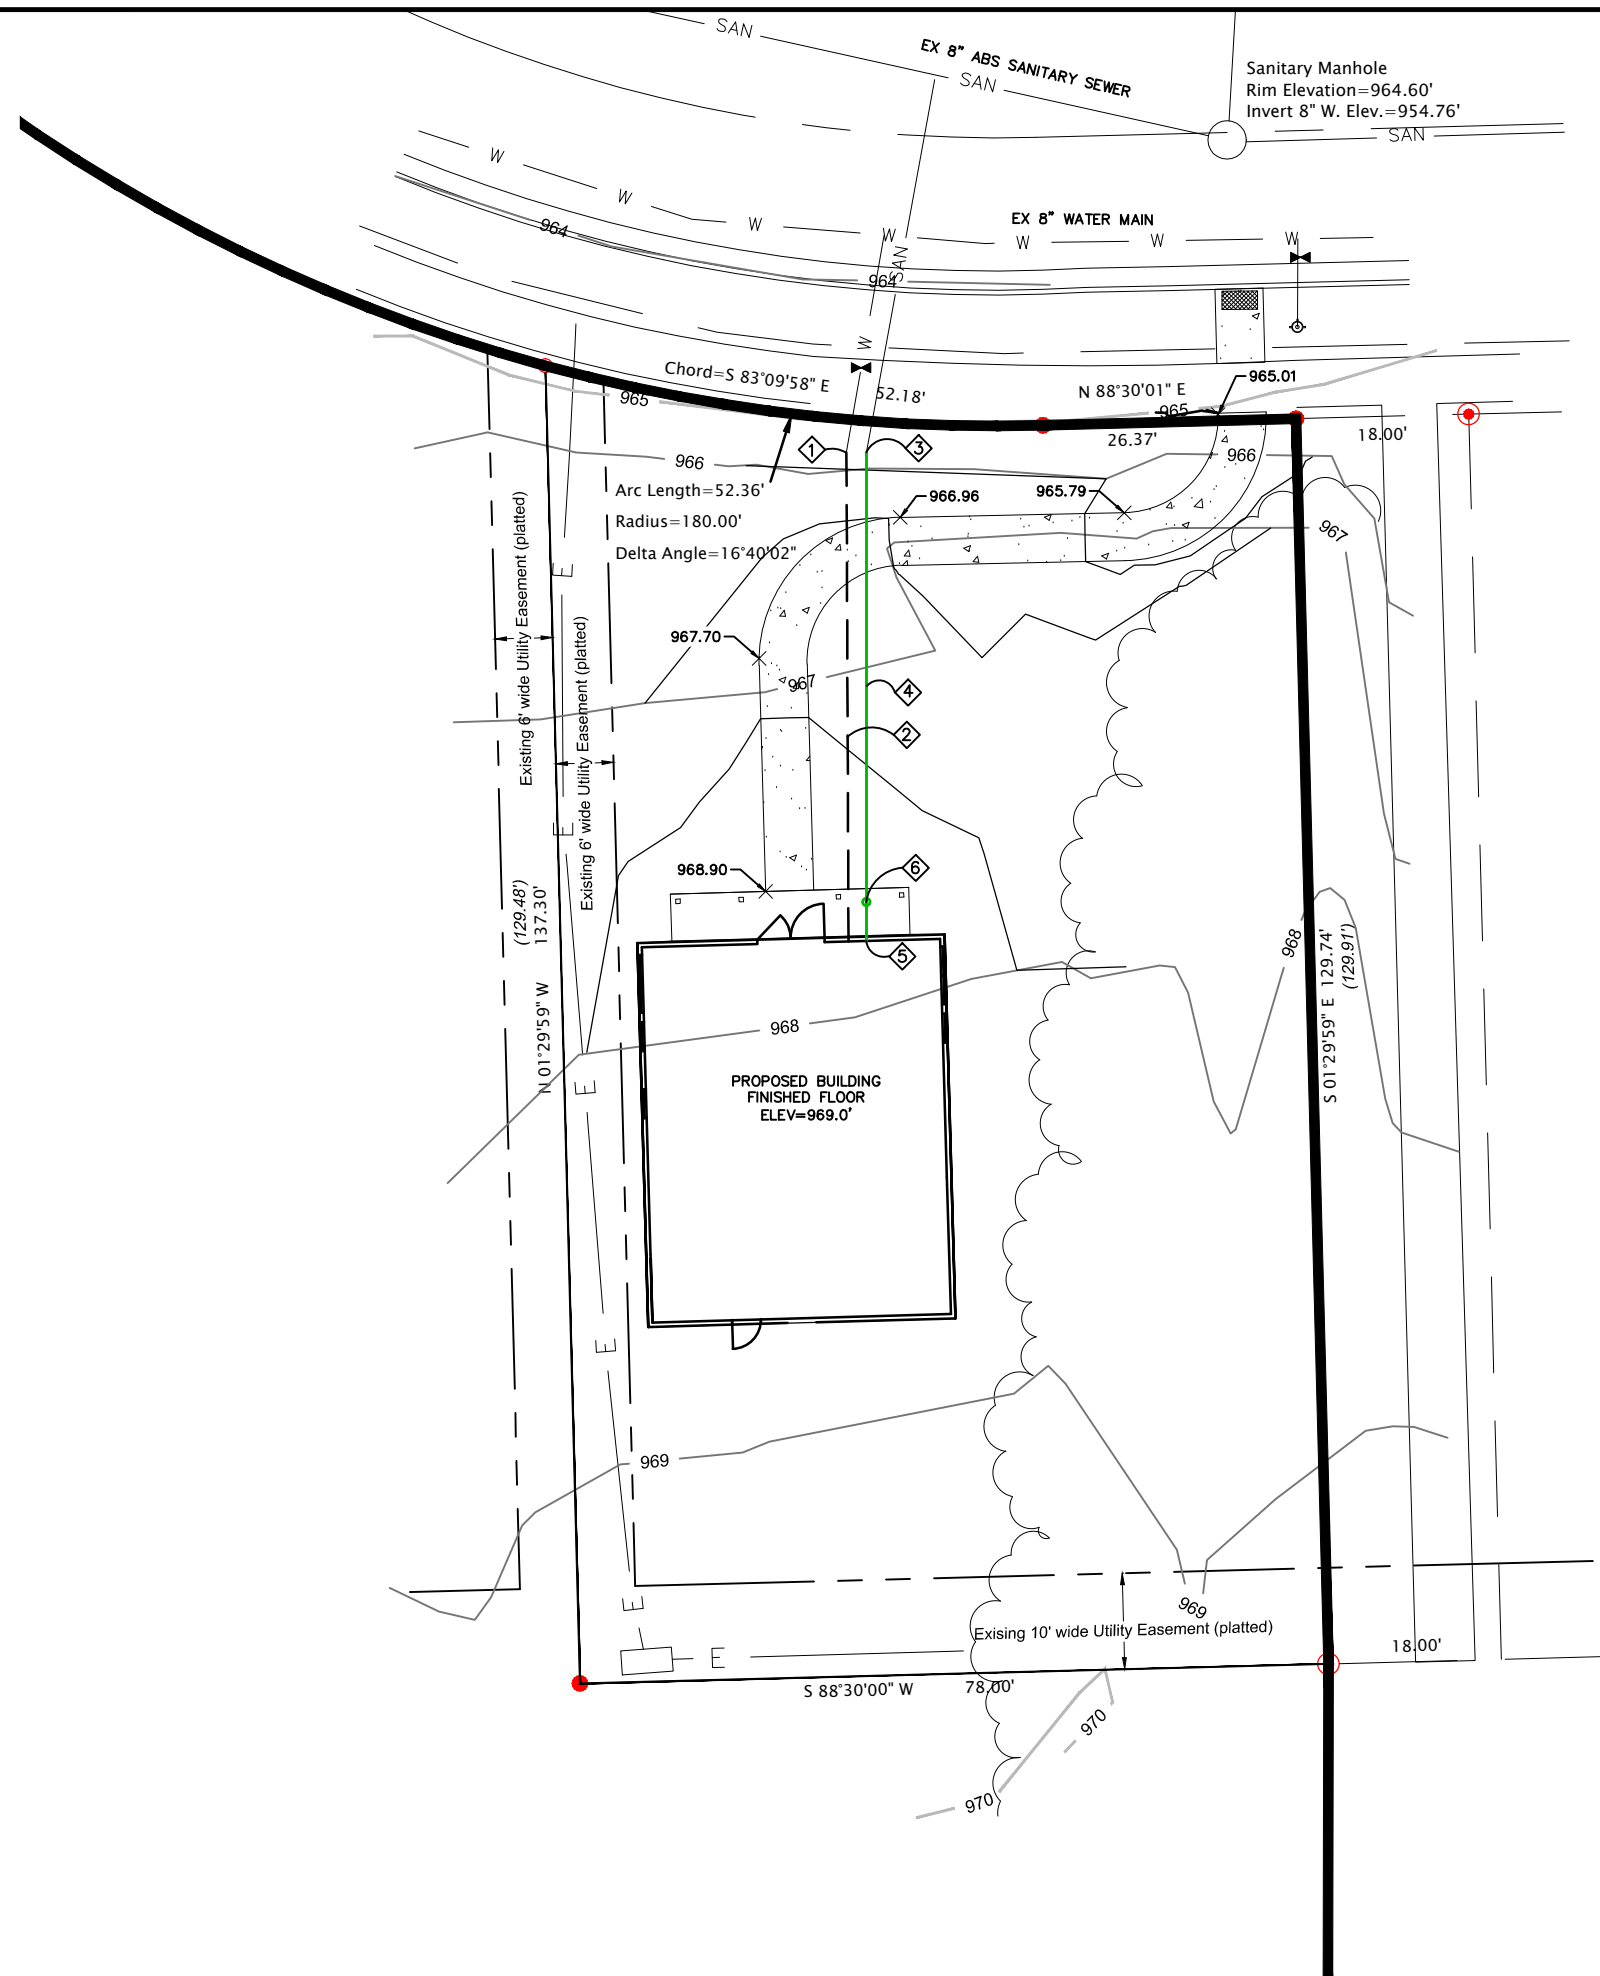 SAN
EX 8" ABS SANITARY SEWER
SAN
Sanitary Manhole
Rim Elevation=964.60'
Invert 8" W. Elev.=954.76'
SAN
W
W
W
W
W
W
W
EX 8" WATER MAIN
964
964
SAN
W
Chord=S 83°09'58" E
52.18'
N 88°30'01" E
965.01
965
965
26.37'
18.00'
1
3
966
966
Arc Length=52.36'
Radius=180.00'
Delta Angle=16°40'02"
966.96
965.79
967
Existing 6' wide Utility Easement (platted)
E
Existing 6' wide Utility Easement (platted)
967.70
967
4
2
E
968.90
6
5
(129.48')
137.30'
N 01°29'59" W
968
S 01°29'59" E 129.74'
(129.91')
968
E
PROPOSED BUILDING
FINISHED FLOOR
ELEV=969.0'
E
969
E
969
Exising 10' wide Utility Easement (platted)
E
18.00'
S 88°30'00" W
78.00'
970
970